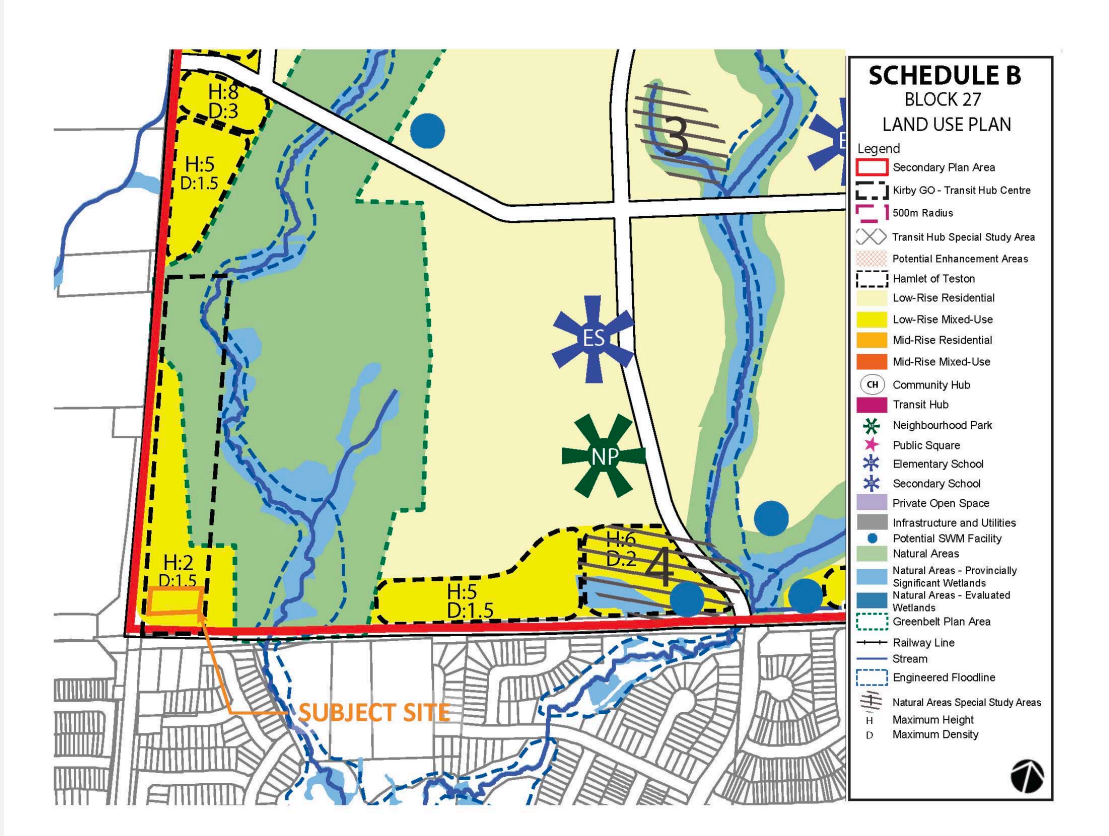 H:8
D:3
H:5
D:1.5
3
E
ES
NP
H:2
D:1.5
H:5
D:1.5
H:6
D:2
4
SUBJECT SITE
SCHEDULE B
BLOCK 27
LAND USE PLAN
Legend
Secondary Plan Area
Kirby GO - Transit Hub Centre
500m Radius
Transit Hub Special Study Area
Potential Enhancement Areas
Hamlet of Teston
Low-Rise Residential
Low-Rise Mixed-Use
Mid-Rise Residential
Mid-Rise Mixed-Use
CH Community Hub
Transit Hub
Neighbourhood Park
Public Square
Elementary School
Secondary School
Private Open Space
Infrastructure and Utilities
Potential SWM Facility
Natural Areas
Natural Areas - Provincially
Significant Wetlands
Natural Areas - Evaluated
Wetlands
Greenbelt Plan Area
Railway Line
Stream
Engineered Floodline
Natural Areas Special Study Areas
H Maximum Height
D Maximum Density